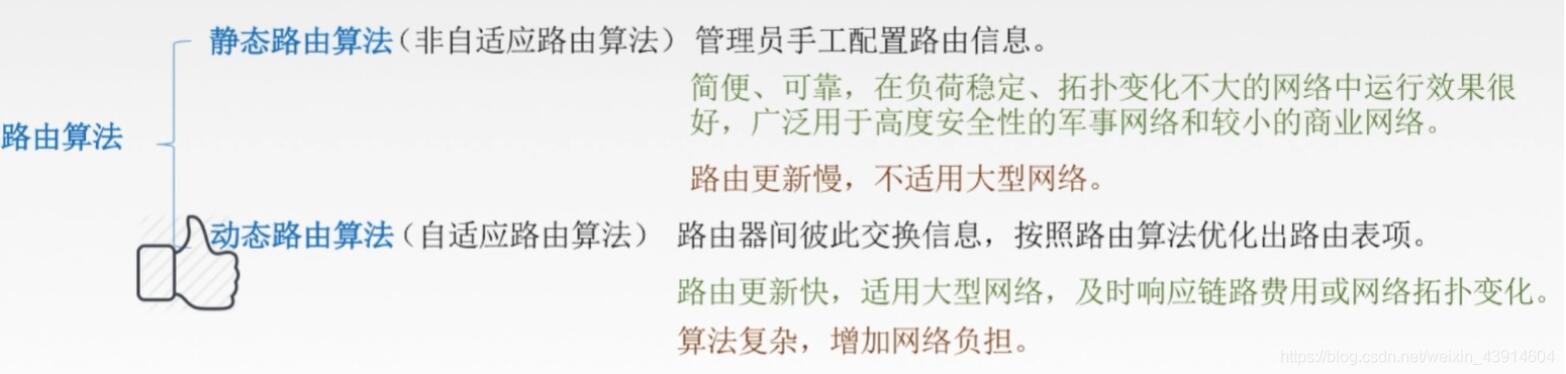 静态路由算法（非自适应路由算法） 管理员手工配置路由信息。
简便、可靠，在负荷稳定、拓扑变化不大的网络中运行效果很
好，广泛用于高度安全性的军事网络和较小的商业网络。
路由算法
路由更新慢，不适用大型网络。
动态路由算法（自适应路由算法） 路由器间彼此交换信息，按照路由算法优化出路由表项。
路由更新快，适用大型网络，及时响应链路费用或网络拓扑变化。
算法复杂，增加网络负担。
https://blog.csdn.net/weixin_43914604